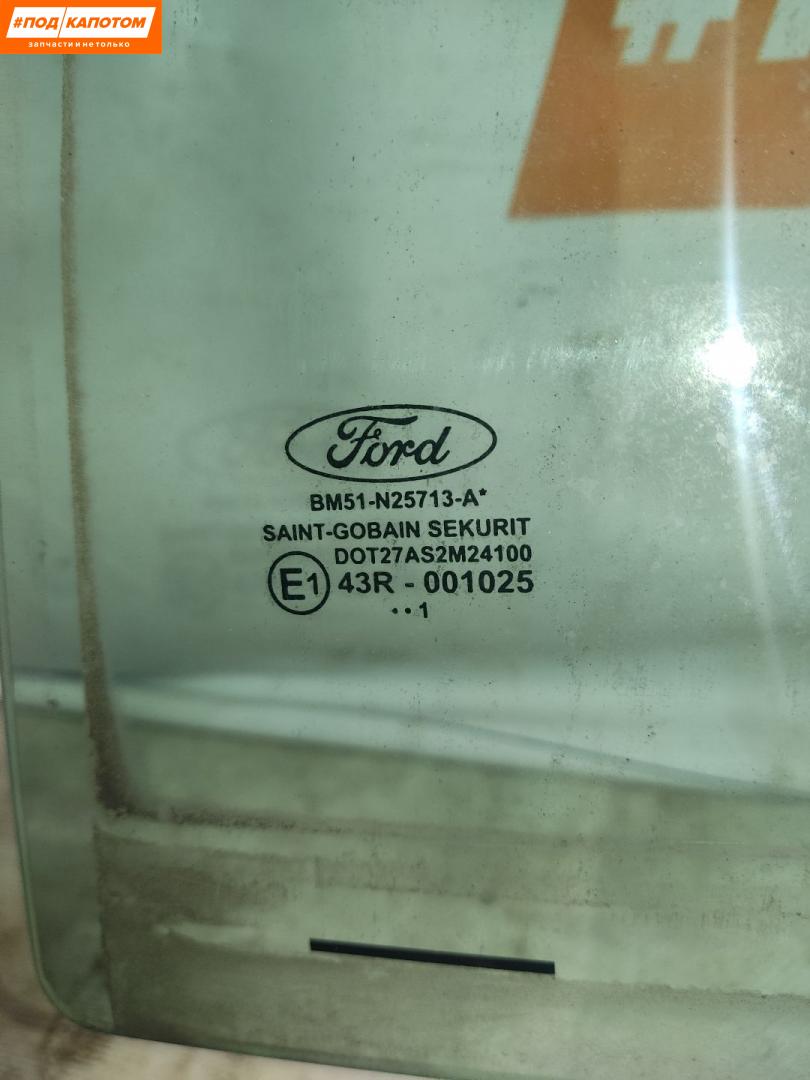 #ПОД КАПОТОМ
запчасти и не только
Ford
BM51-N25713-A*
SAINT-GOBAIN SEKURIT
DOT27AS2M24100
E1 43R - 001025
··1